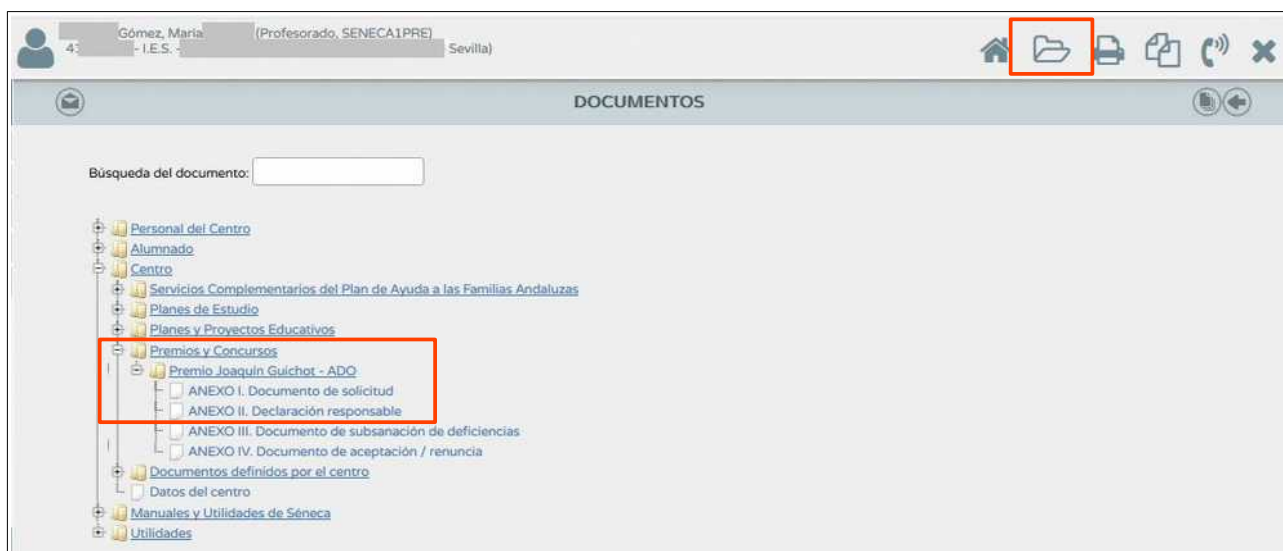 Gómez, María (Profesorado, SENECA1PRE)
4 - I.E.S. - Sevilla)
DOCUMENTOS
Búsqueda del documento:
Personal del Centro
Alumnado
Centro
Servicios Complementarios del Plan de Ayuda a las Familias Andaluzas
Planes de Estudio
Planes y Proyectos Educativos
Premios y Concursos
Premio Joaquín Guichot - ADO
ANEXO I. Documento de solicitud
ANEXO II. Declaración responsable
ANEXO III. Documento de subsanación de deficiencias
ANEXO IV. Documento de aceptación / renuncia
Documentos definidos por el centro
Datos del centro
Manuales y Utilidades de Séneca
Utilidades